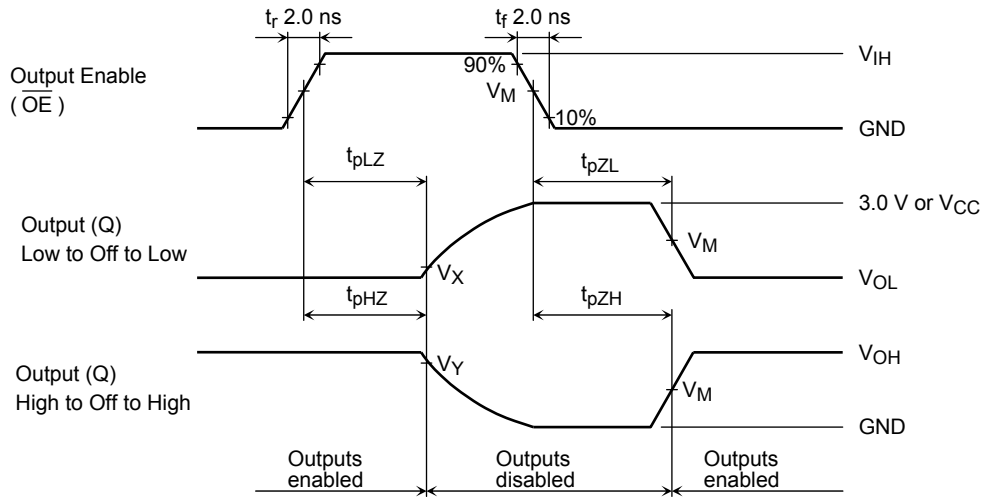 tr 2.0 ns
tf 2.0 ns
Output Enable
( OE )
90%
VM
10%
VIH
GND
tpLZ
tpZL
Output (Q)
Low to Off to Low
VX
VM
3.0 V or VCC
VOL
tpHZ
tpZH
Output (Q)
High to Off to High
VY
VM
VOH
GND
Outputs
enabled
Outputs
disabled
Outputs
enabled